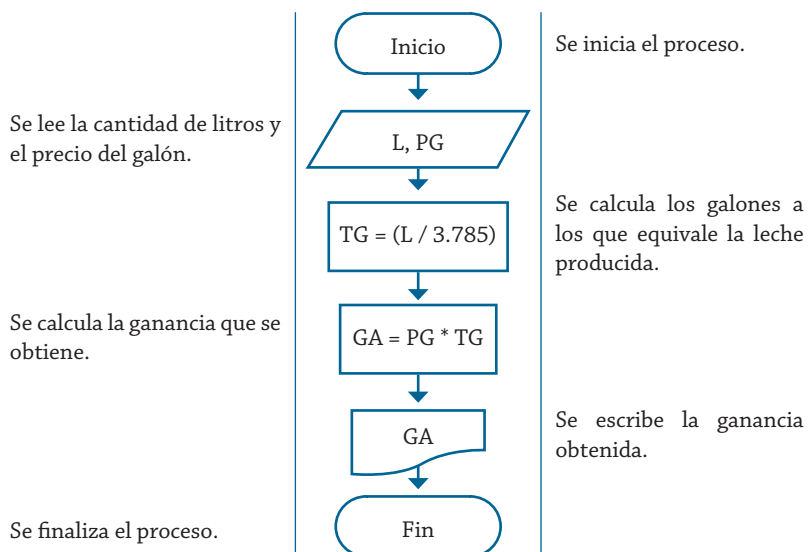 Inicio
Se inicia el proceso.
Se lee la cantidad de litros y
el precio del galón.
L, PG
TG = (L / 3.785)
Se calcula los galones a
los que equivale la leche
producida.
Se calcula la ganancia que se
obtiene.
GA = PG * TG
GA
Se escribe la ganancia
obtenida.
Se finaliza el proceso.
Fin